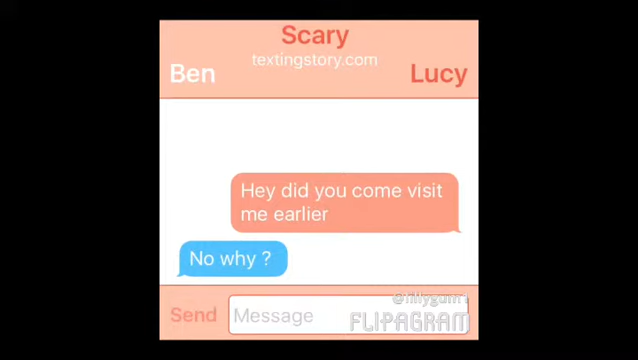 Scary
textingstory.com
Ben
Lucy
Hey did you come visit
me earlier
No why ?
Send
Message
FLIPAGRAM